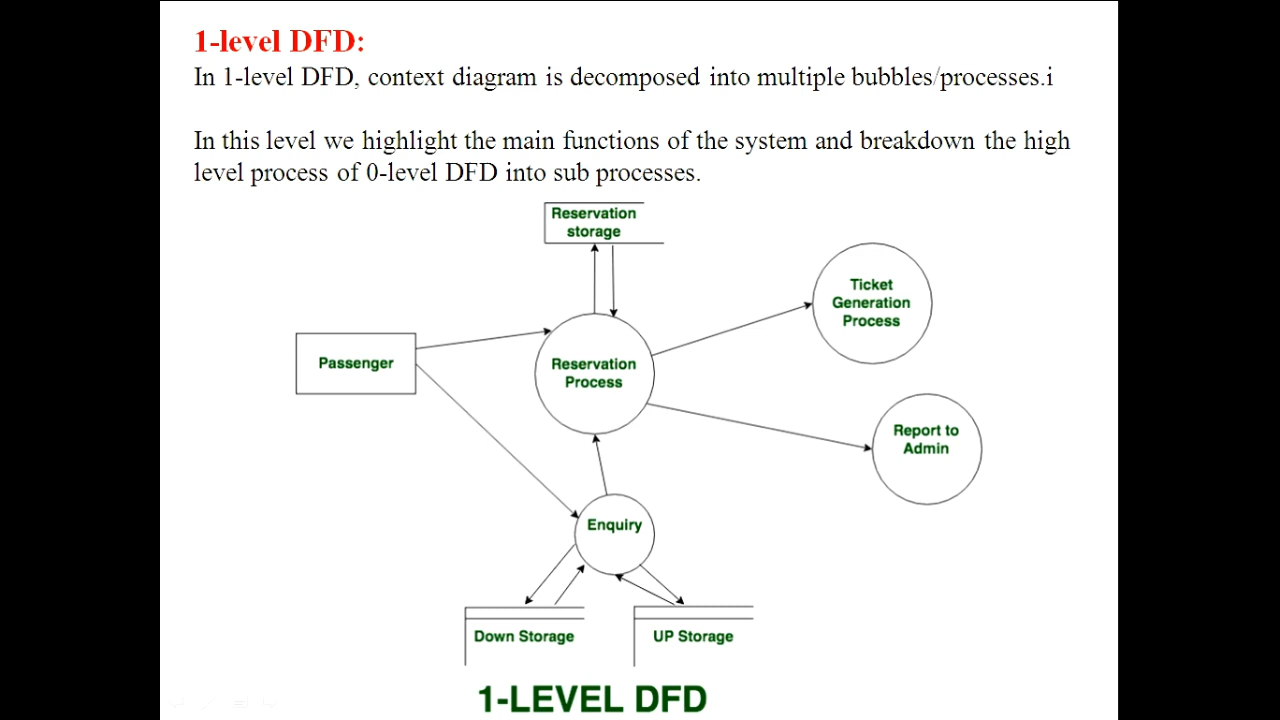 1-level DFD:
In 1-level DFD, context diagram is decomposed into multiple bubbles/processes.i
In this level we highlight the main functions of the system and breakdown the high
level process of 0-level DFD into sub processes.
Reservation
storage
Ticket
Generation
Process
Passenger
Reservation
Process
Report to
Admin
Enquiry
Down Storage
UP Storage
1-LEVEL DFD